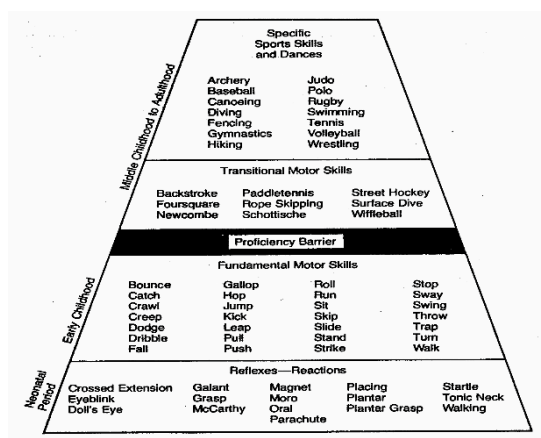 Specific
Sports Skills
and Dances
Archery Judo
Baseball Polo
Canoeing Rugby
Diving Swimming
Fencing Tennis
Gymnastics Volleyball
Hiking Wrestling
Middle Childhood to Adulthood
Transitional Motor Skills
Backstroke Paddletennis Street Hockey
Foursquare Rope Skipping Surface Dive
Newcombe Schottische Wiffleball
Proficiency Barrier
Fundamental Motor Skills
Bounce Gallop Roll Stop
Catch Hop Run Sway
Crawl Jump Sit Swing
Creep Kick Skip Throw
Dodge Leap Slide Trap
Dribble Pull Stand Turn
Fall Push Strike Walk
Early Childhood
Reflexes—Reactions
Crossed Extension Galant Magnet Placing Startle
Eyeblink Grasp Moro Plantar Tonic Neck
Doll's Eye McCarthy Oral Plantar Grasp Walking
Parachute
Neonatal
Period